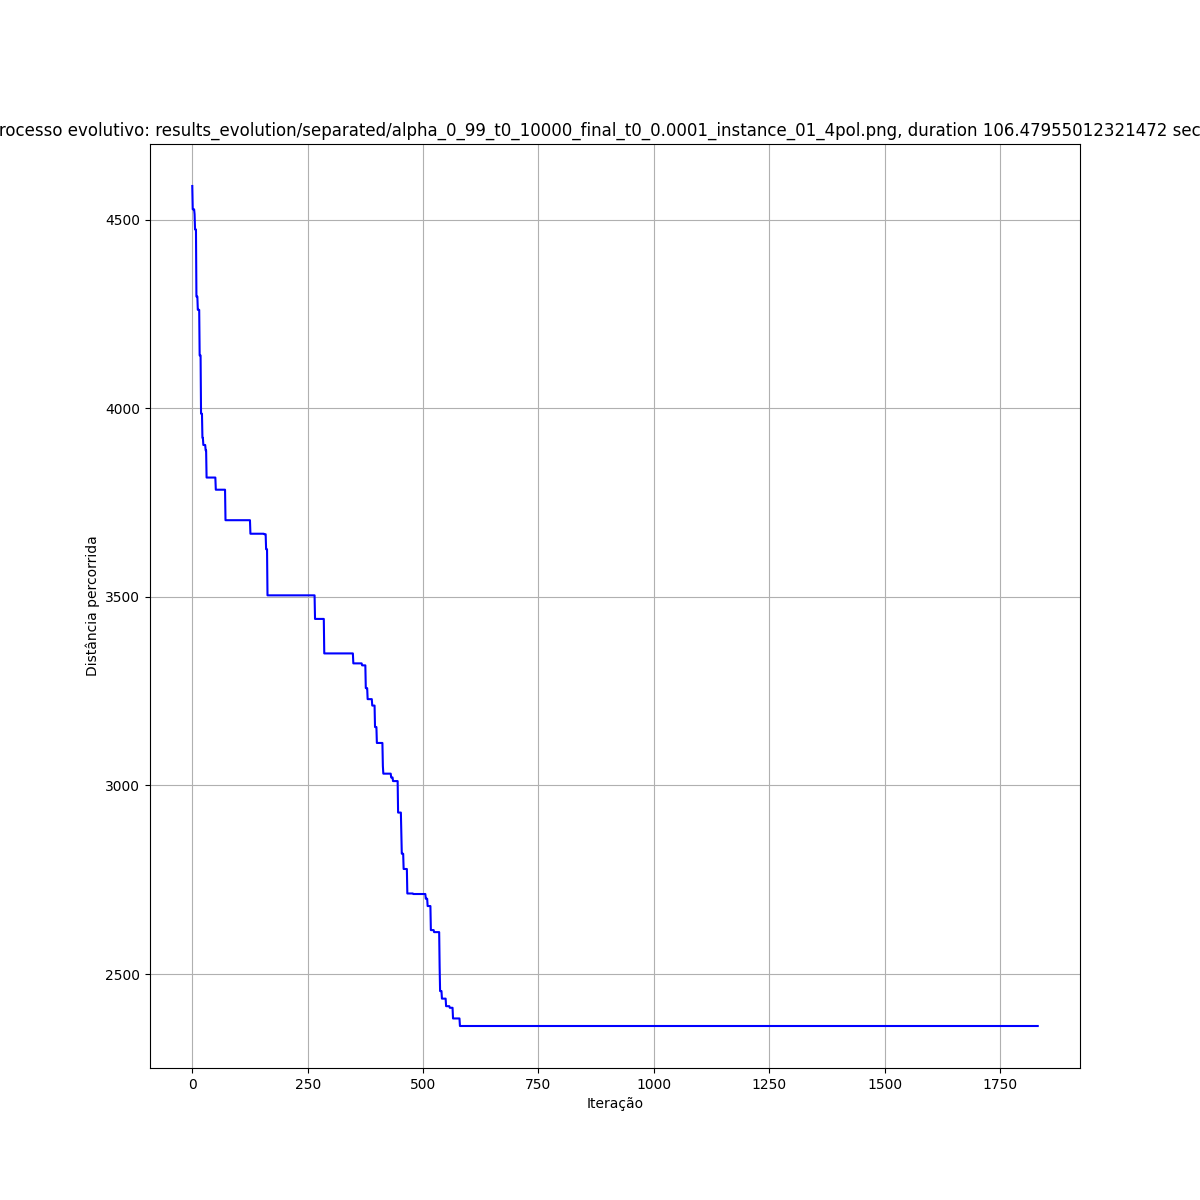 rocesso evolutivo: results_evolution/separated/alpha_0_99_t0_10000_final_t0_0.0001_instance_01_4pol.png, duration 106.47955012321472 sec
4500
4000
3500
3000
2500
Distância percorrida
0 250 500 750 1000 1250 1500 1750
Iteração